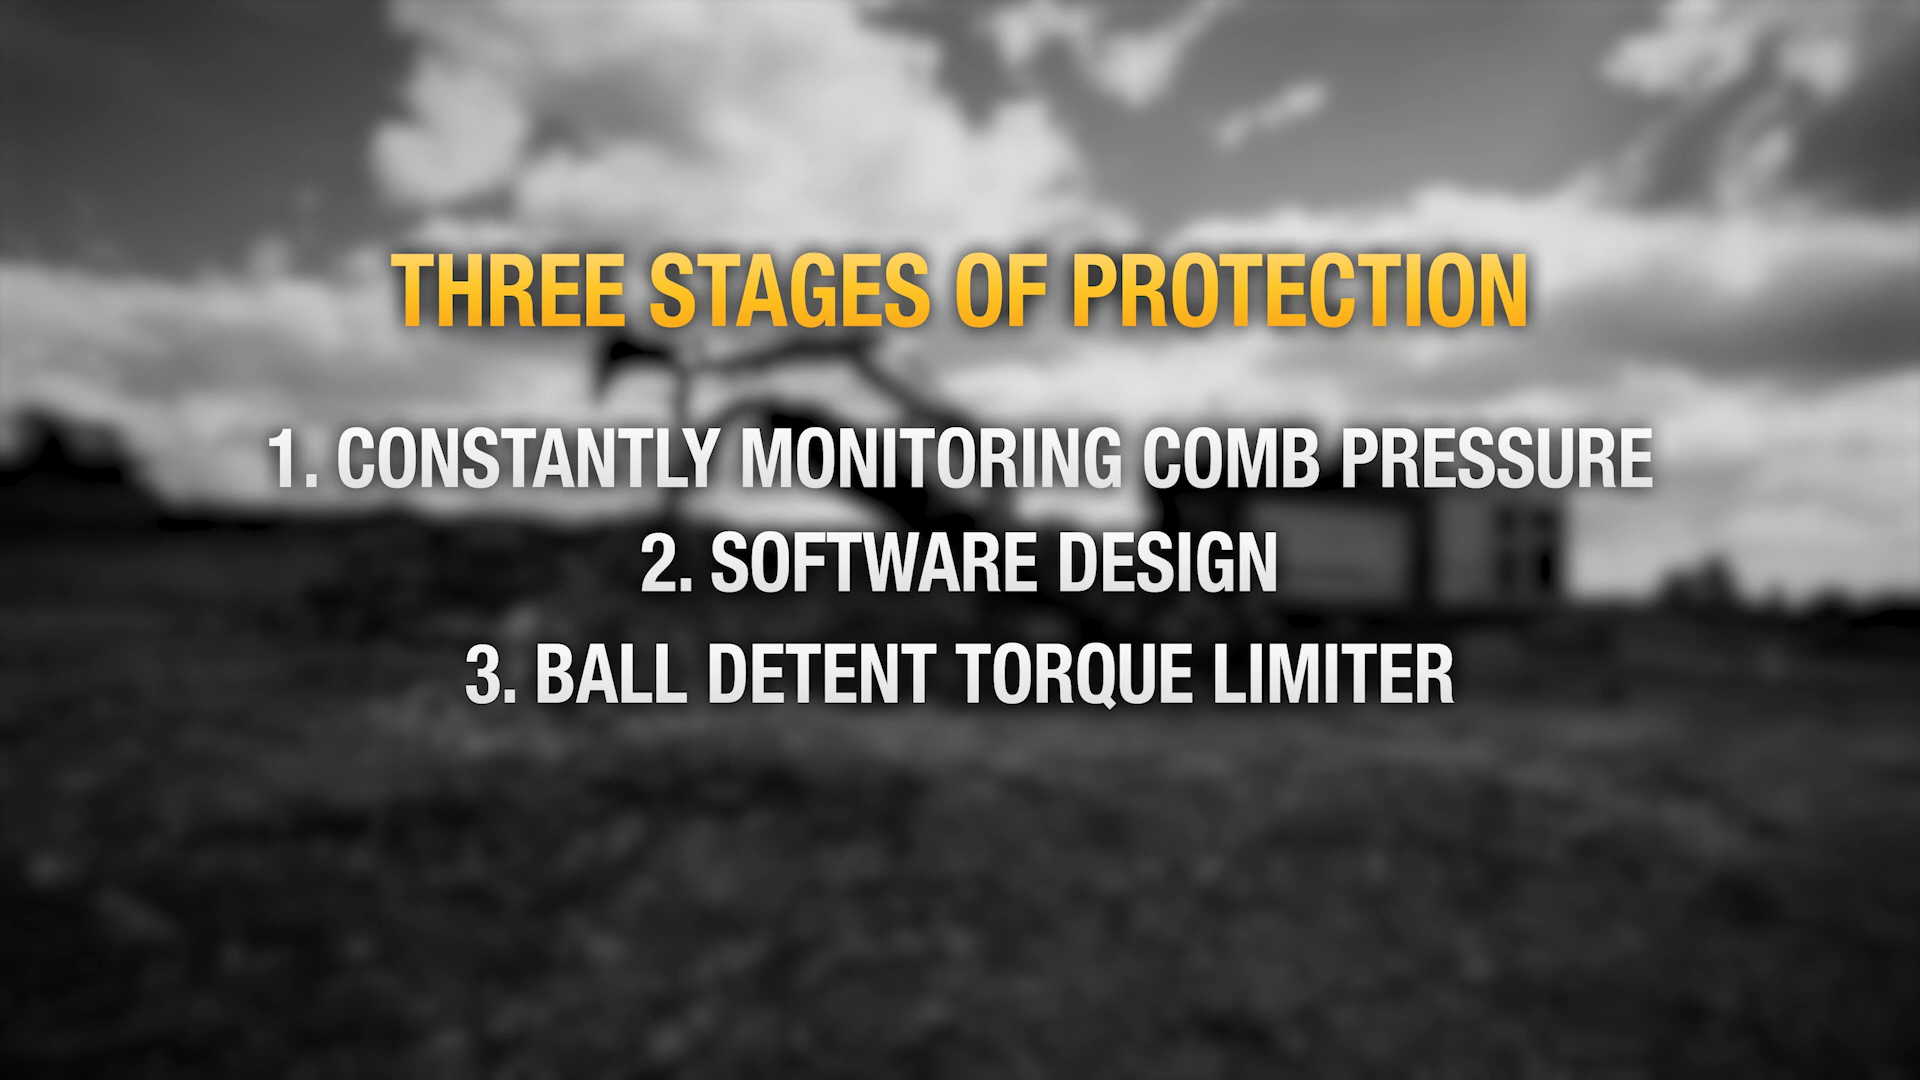 THREE STAGES OF PROTECTION
1. CONSTANTLY MONITORING COMB PRESSURE
2. SOFTWARE DESIGN
3. BALL DETENT TORQUE LIMITER